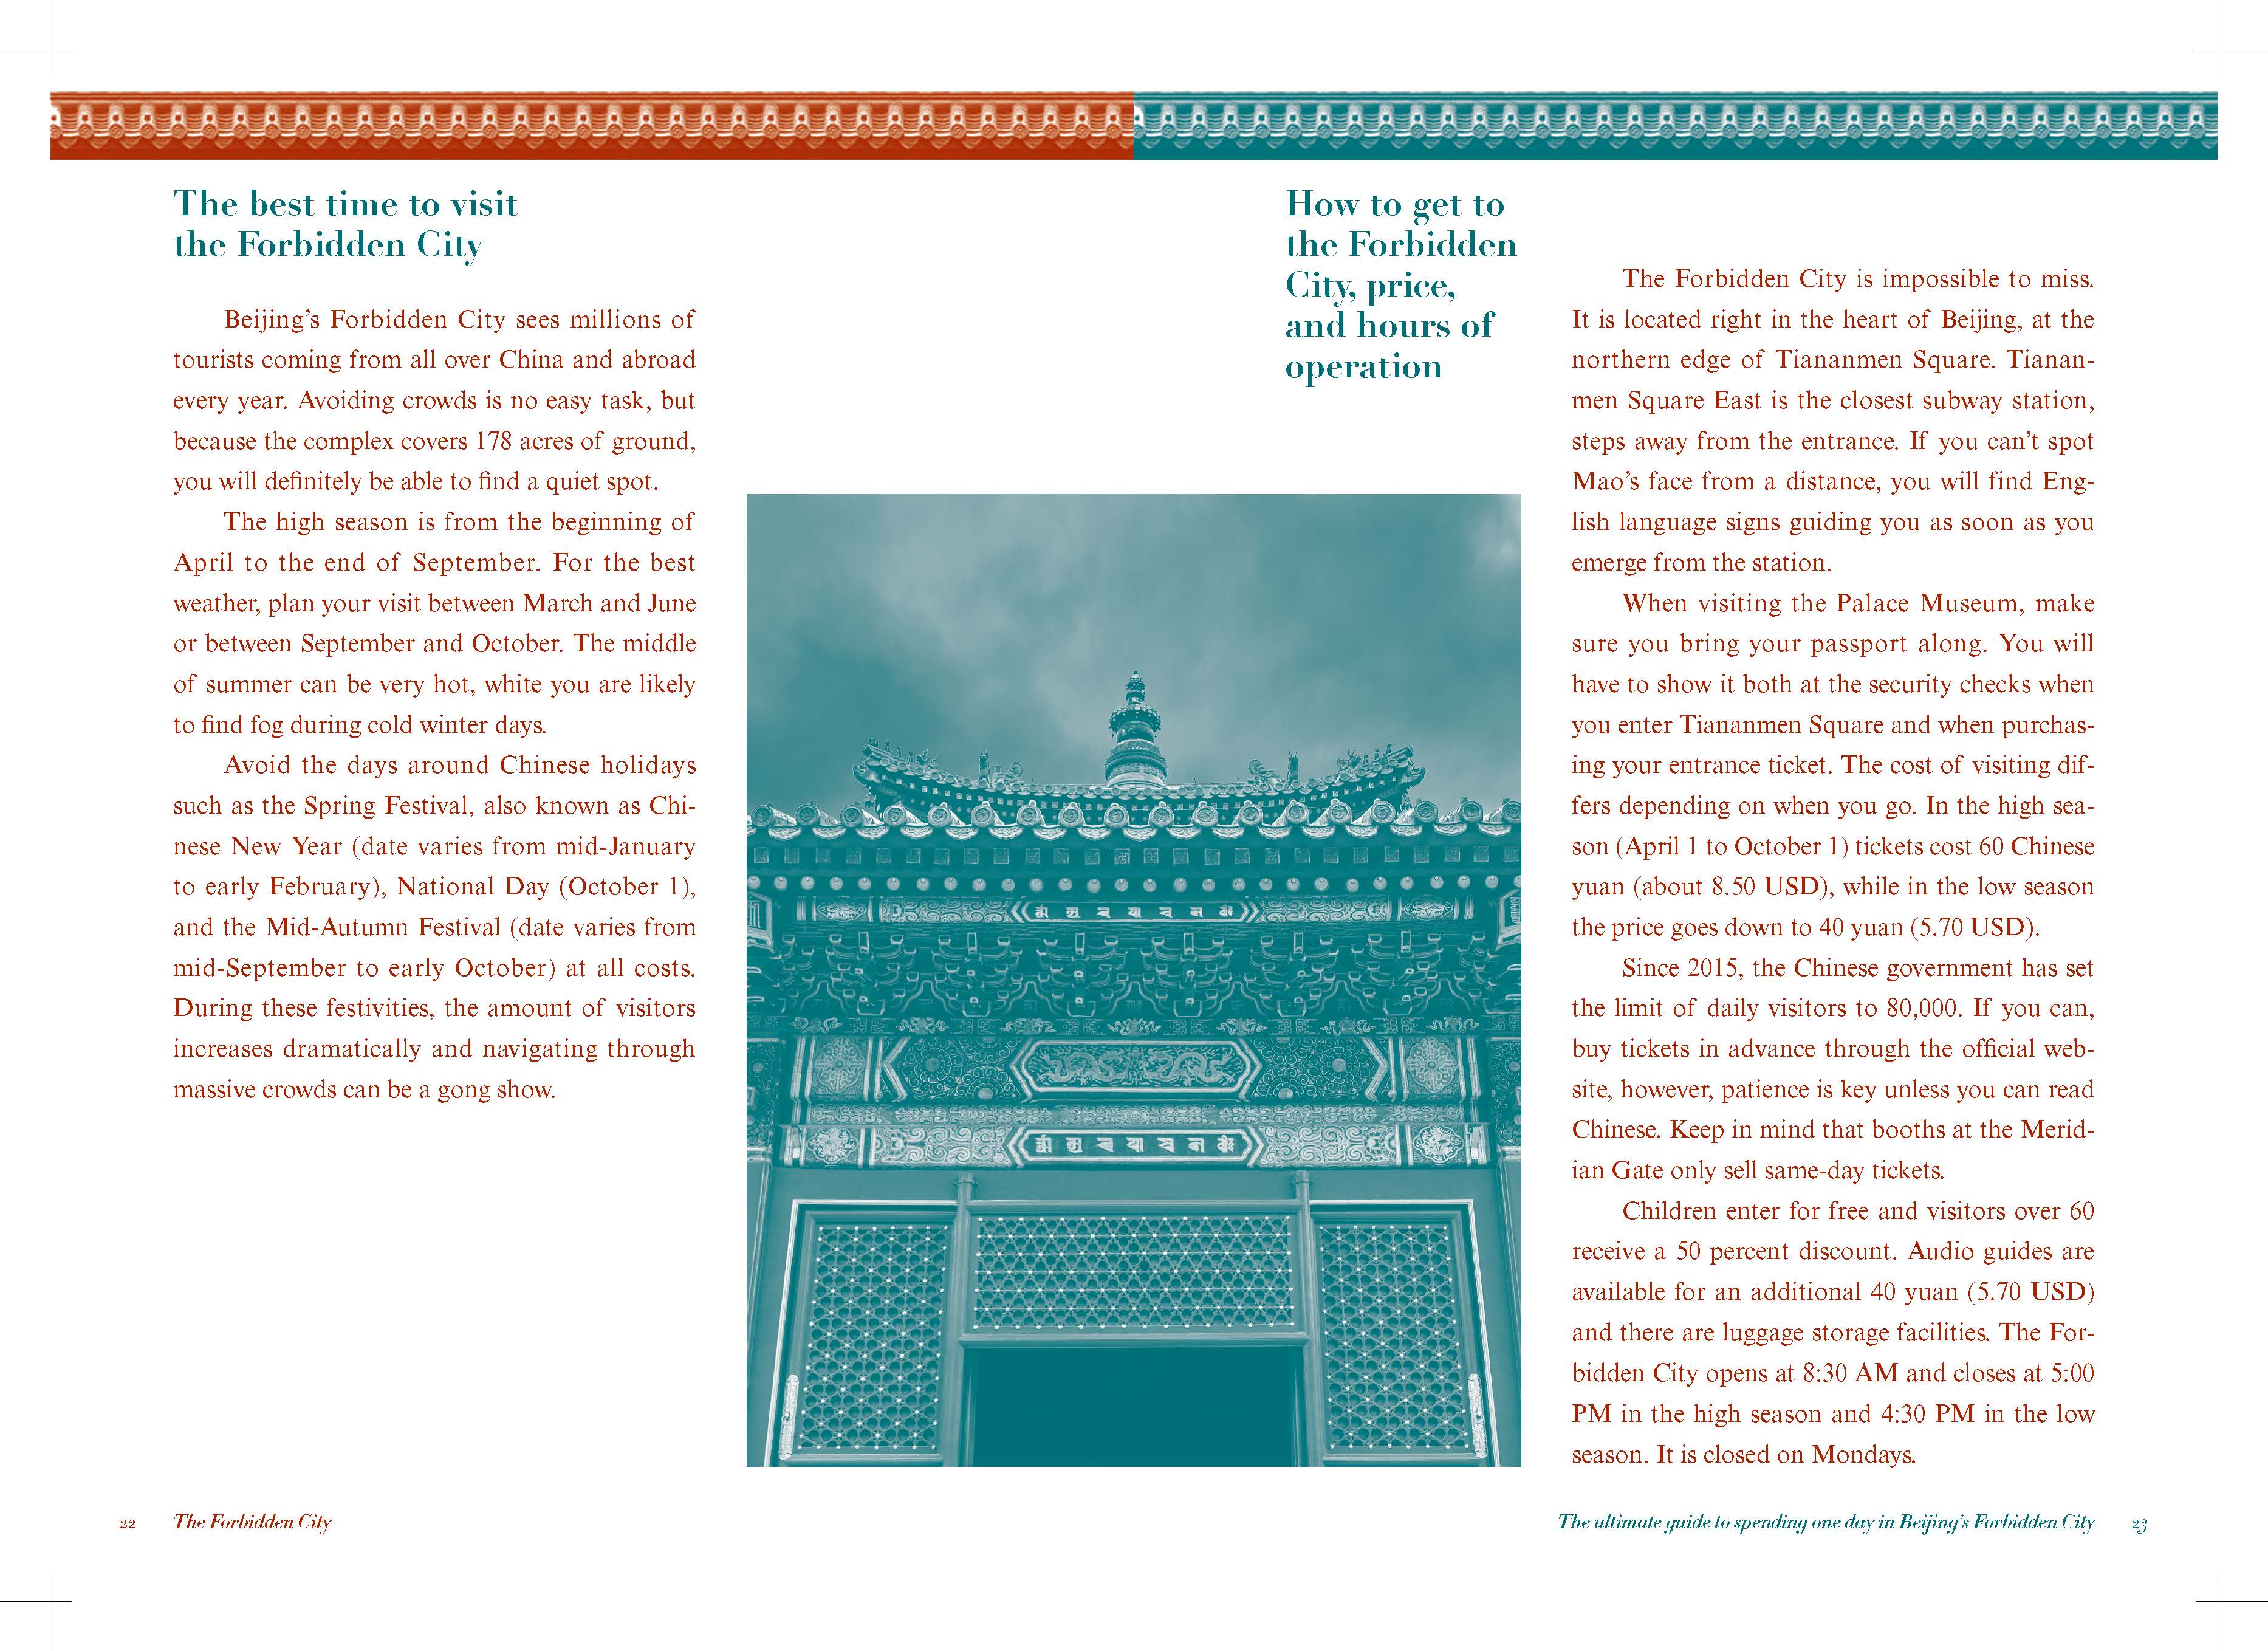 The best time to visit
the Forbidden City
Beijing’s Forbidden City sees millions of
tourists coming from all over China and abroad
every year. Avoiding crowds is no easy task, but
because the complex covers 178 acres of ground,
you will definitely be able to find a quiet spot.
The high season is from the beginning of
April to the end of September. For the best
weather, plan your visit between March and June
or between September and October. The middle
of summer can be very hot, white you are likely
to find fog during cold winter days.
Avoid the days around Chinese holidays
such as the Spring Festival, also known as Chi-
nese New Year (date varies from mid-January
to early February), National Day (October 1),
and the Mid-Autumn Festival (date varies from
mid-September to early October) at all costs.
During these festivities, the amount of visitors
increases dramatically and navigating through
massive crowds can be a gong show.
22 The Forbidden City
How to get to
the Forbidden
City, price,
and hours of
operation
The Forbidden City is impossible to miss.
It is located right in the heart of Beijing, at the
northern edge of Tiananmen Square. Tianan-
men Square East is the closest subway station,
steps away from the entrance. If you can’t spot
Mao’s face from a distance, you will find Eng-
lish language signs guiding you as soon as you
emerge from the station.
When visiting the Palace Museum, make
sure you bring your passport along. You will
have to show it both at the security checks when
you enter Tiananmen Square and when purchas-
ing your entrance ticket. The cost of visiting dif-
fers depending on when you go. In the high sea-
son (April 1 to October 1) tickets cost 60 Chinese
yuan (about 8.50 USD), while in the low season
the price goes down to 40 yuan (5.70 USD).
Since 2015, the Chinese government has set
the limit of daily visitors to 80,000. If you can,
buy tickets in advance through the official web-
site, however, patience is key unless you can read
Chinese. Keep in mind that booths at the Merid-
ian Gate only sell same-day tickets.
Children enter for free and visitors over 60
receive a 50 percent discount. Audio guides are
available for an additional 40 yuan (5.70 USD)
and there are luggage storage facilities. The For-
bidden City opens at 8:30 AM and closes at 5:00
PM in the high season and 4:30 PM in the low
season. It is closed on Mondays.
The ultimate guide to spending one day in Beijing’s Forbidden City 23